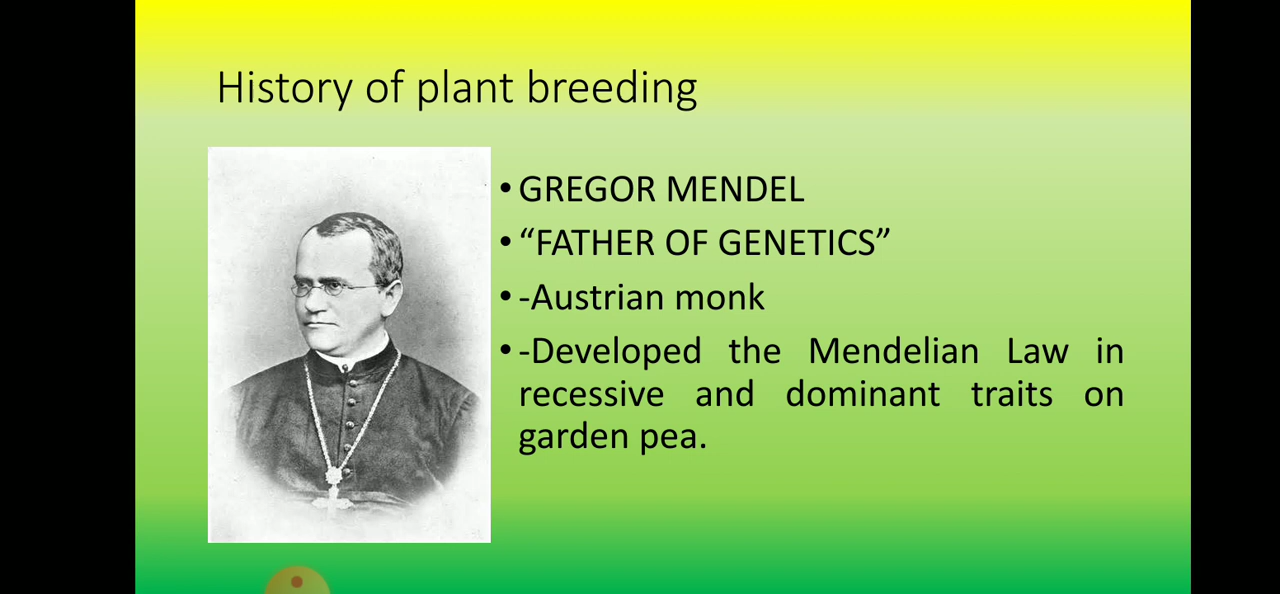 History of plant breeding
• GREGOR MENDEL
• “FATHER OF GENETICS”
• -Austrian monk
• -Developed the Mendelian Law in
recessive and dominant traits on
garden pea.